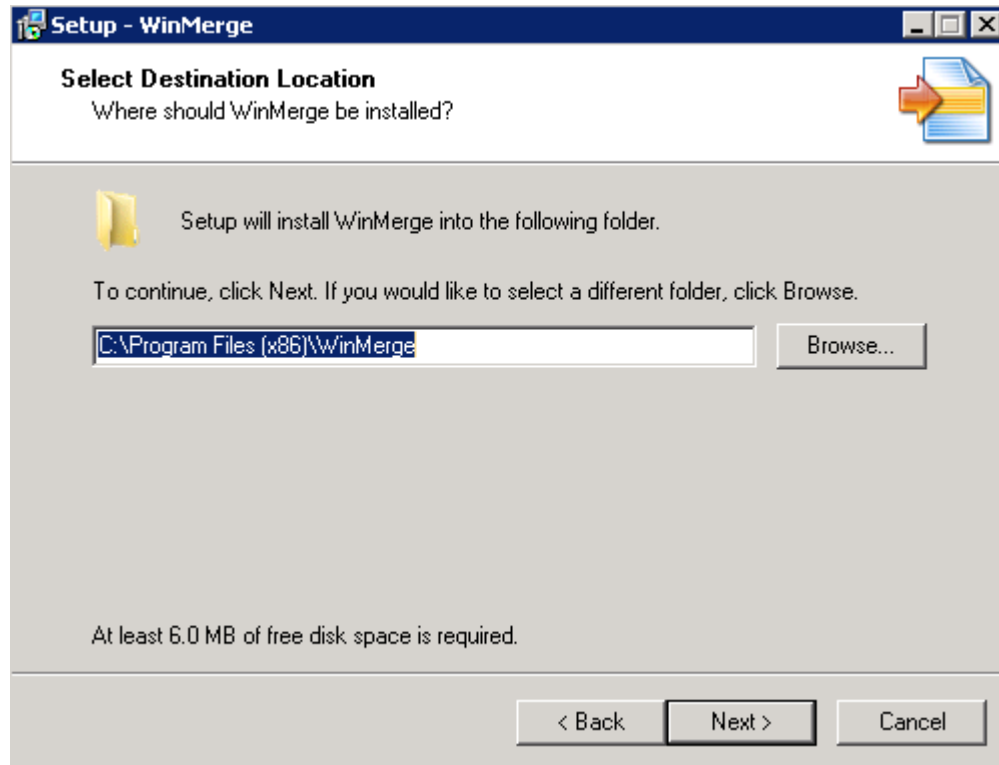 Setup - WinMerge
Select Destination Location
Where should WinMerge be installed?
Setup will install WinMerge into the following folder.
To continue, click Next. If you would like to select a different folder, click Browse.
C:\Program Files (x86)\WinMerge
Browse...
At least 6.0 MB of free disk space is required.
< Back
Next >
Cancel